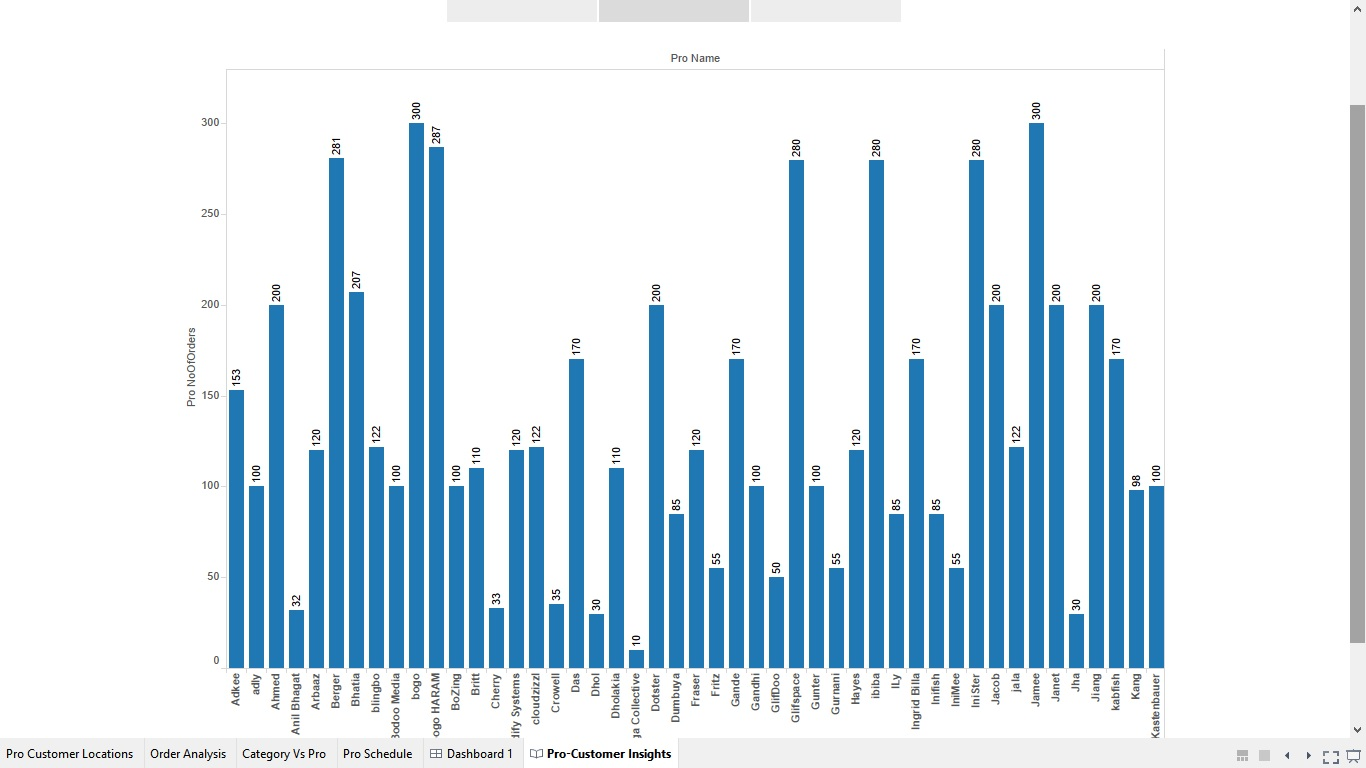 Pro Name
Pro NoOfOrders
300
250
200
150
100
50
0
153
100
200
32
120
281
207
122
100
300
287
100
110
33
120
122
35
170
30
110
10
200
85
120
55
170
100
50
280
100
55
120
280
85
170
85
55
280
200
122
300
200
30
200
170
98
100
Adkee
adly
Ahmed
Anil Bhagat
Arbaaz
Berger
Bhatia
blingbo
Bodoo Media
bogo
ogo HARAM
BoZing
Britt
Cherry
dify Systems
cloudzizzl
Crowell
Das
Dhol
Dholakia
ga Collective
Dotster
Dumbuya
Fraser
Fritz
Gande
Gandhi
GlifDoo
Glifspace
Gunter
Gurnani
Hayes
ibiba
ILy
Ingrid Billa
Inifish
IniMee
IniSter
Jacob
jala
Jamee
Janet
Jha
Jiang
kabfish
Kang
Kastenbauer
Pro Customer Locations
Order Analysis
Category Vs Pro
Pro Schedule
Dashboard 1
Pro-Customer Insights